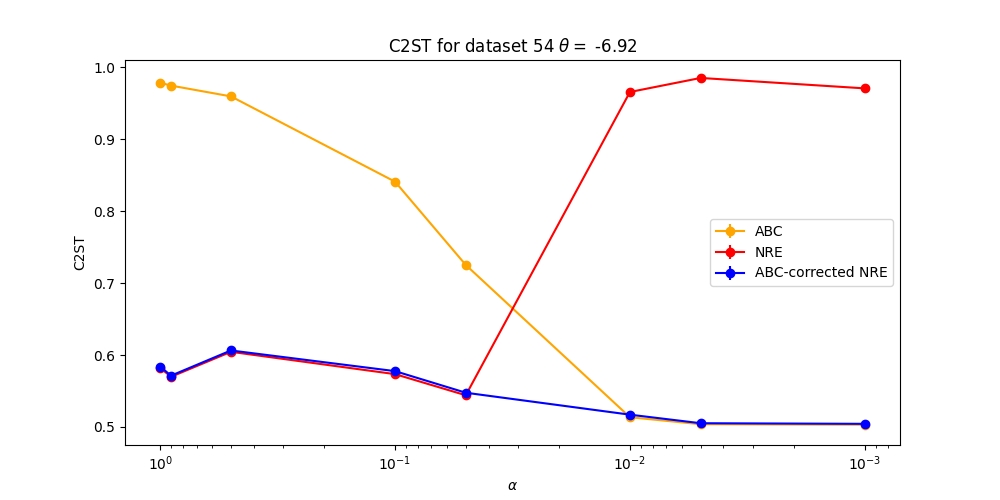 C2ST for dataset 54 θ = -6.92
1.0
0.9
0.8
0.7
0.6
0.5
C2ST
ABC
NRE
ABC-corrected NRE
10⁰ 10⁻¹ 10⁻² 10⁻³
α